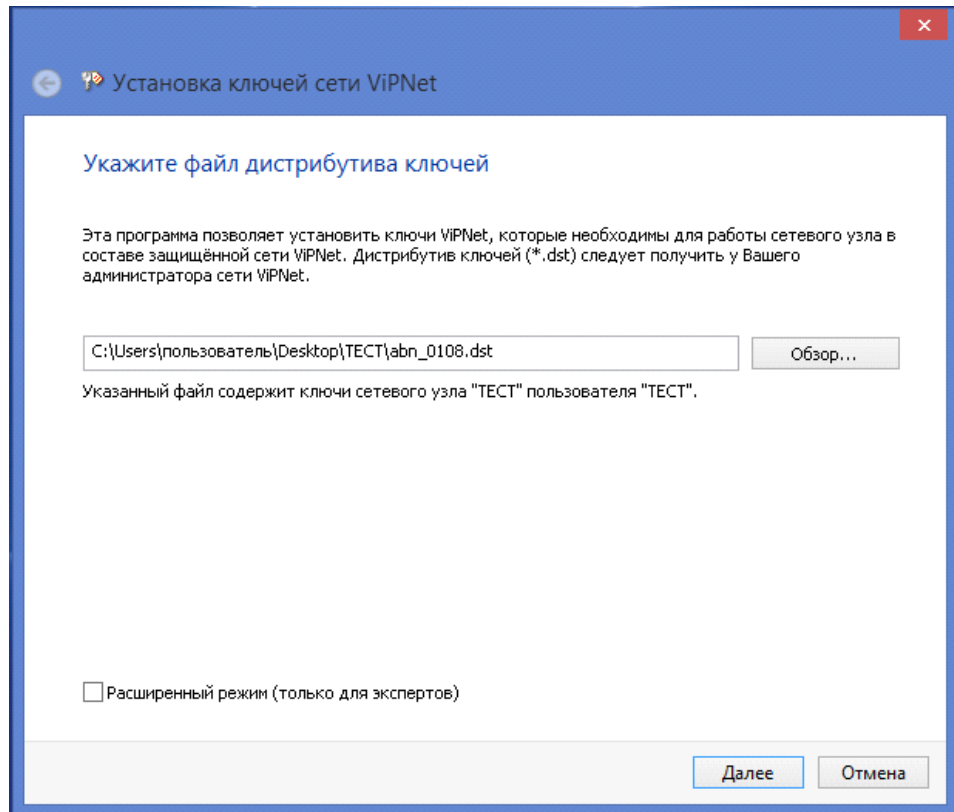 Установка ключей сети ViPNet
Укажите файл дистрибутива ключей
Эта программа позволяет установить ключи ViPNet, которые необходимы для работы сетевого узла в
составе защищённой сети ViPNet. Дистрибутив ключей (*.dst) следует получить у Вашего
администратора сети ViPNet.
C:\Users\пользователь\Desktop\ТЕСТ\abn_0108.dst
Обзор...
Указанный файл содержит ключи сетевого узла "ТЕСТ" пользователя "ТЕСТ".
Расширенный режим (только для экспертов)
Далее
Отмена